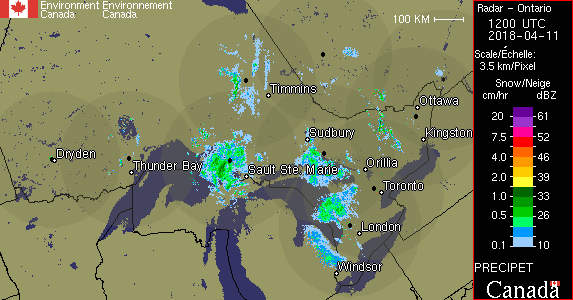 Environment Environnement
Canada Canada
100 KM
Timmins
Ottawa
Sudbury
Kingston
Dryden
Thunder Bay
Sault Ste. Marie
Orillia
Toronto
London
Windsor
Radar - Ontario
1200 UTC
2018-04-11
Scale/Échelle:
3.5 km/Pixel
Snow/Neige
cm/hr dBZ
20 61
7.5 52
4.0 46
2.0 39
1.0 33
0.5 26
0.1 10
PRECIPET
Canada